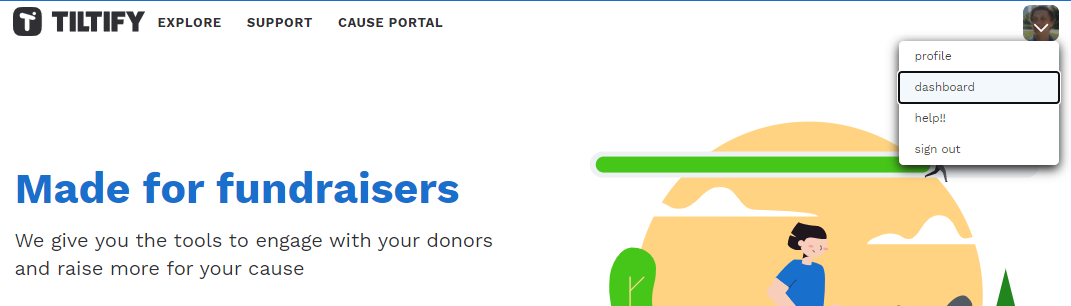 TILTIFY EXPLORE SUPPORT CAUSE PORTAL
profile
dashboard
help!!
sign out
Made for fundraisers
We give you the tools to engage with your donors
and raise more for your cause